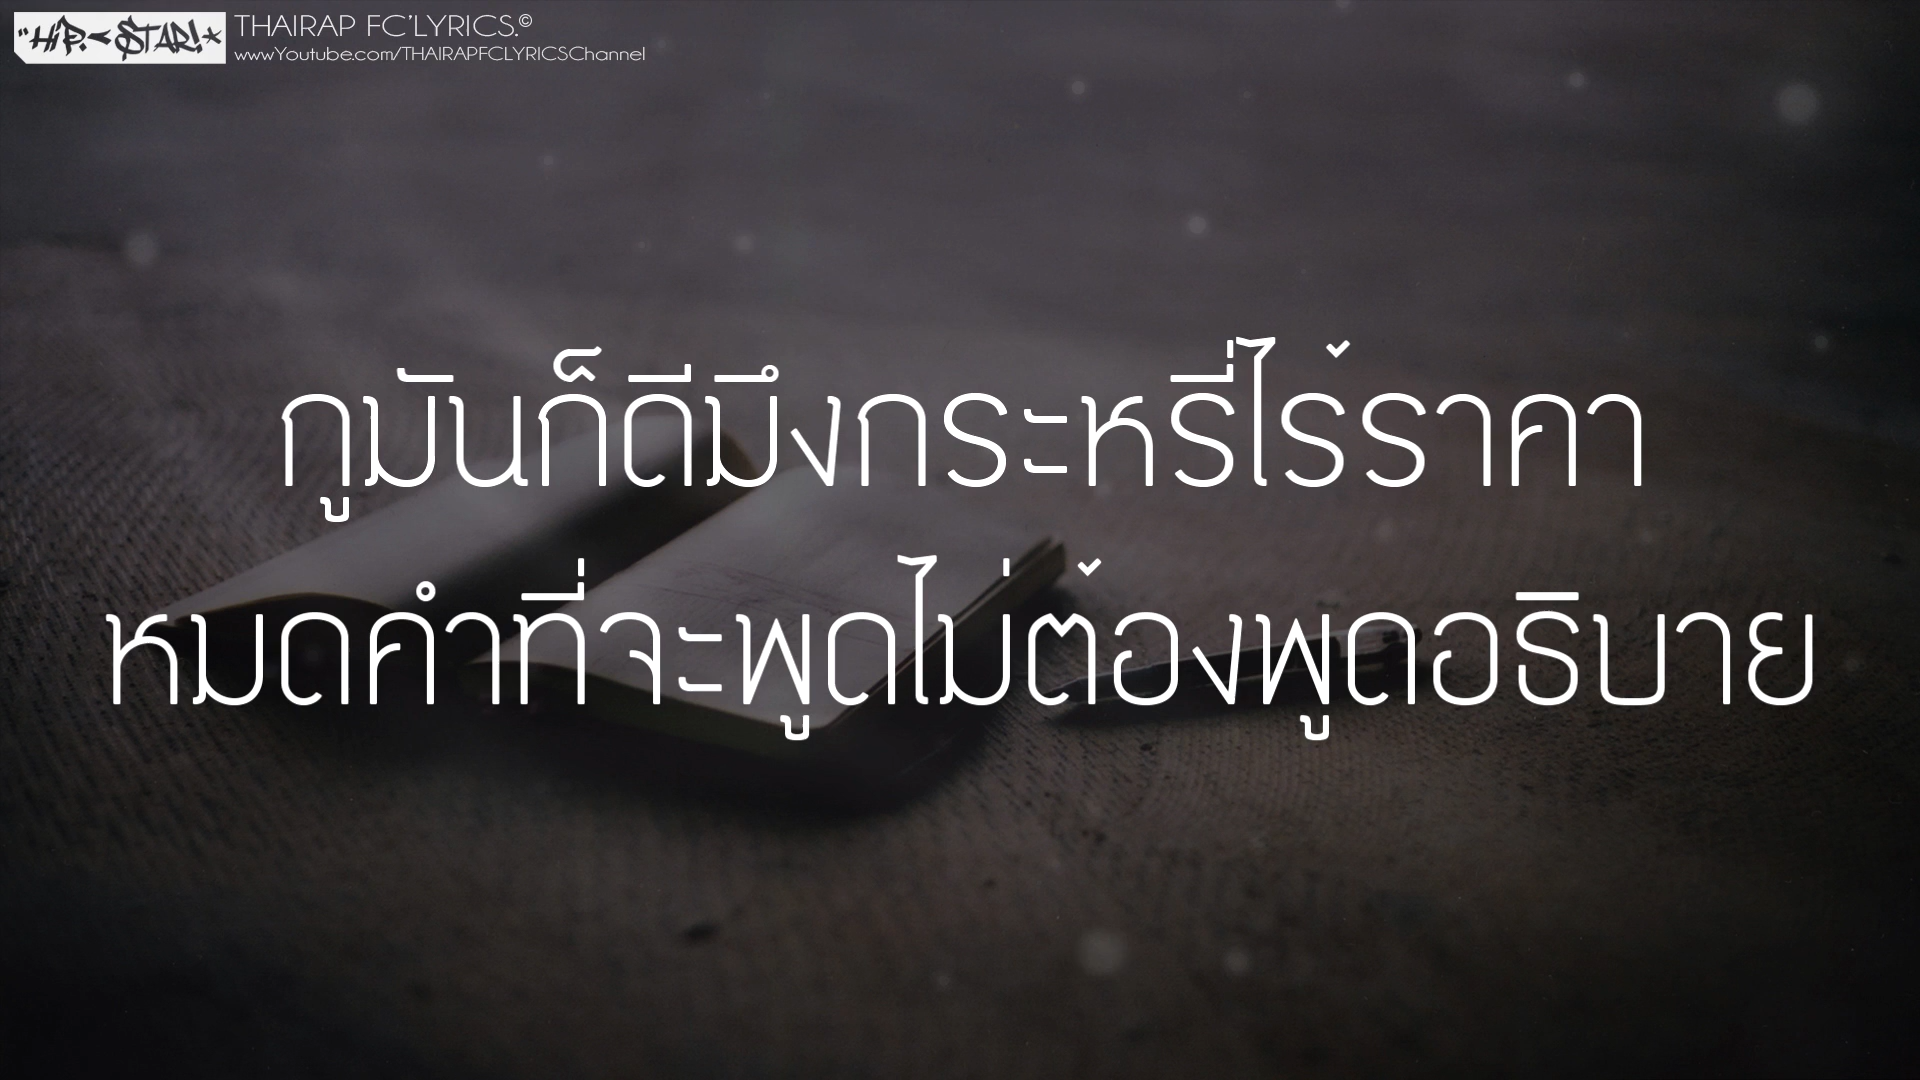 "HiP.<STAR!*
THAIRAP FC'LYRICS.©
wwwYoutube.com/THAIRAPFCLYRICSChannel
กูมันก็ดีมึงกระหรี่ไร้ราคา
หมดคำที่จะพูดไม่ต้องพูดอธิบาย